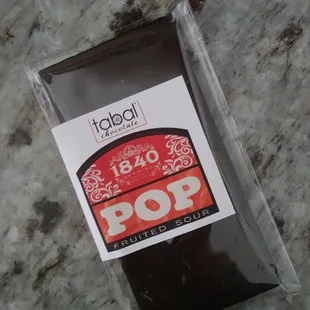 tabal
chocolate
1840
POP
FRUITED SOUR